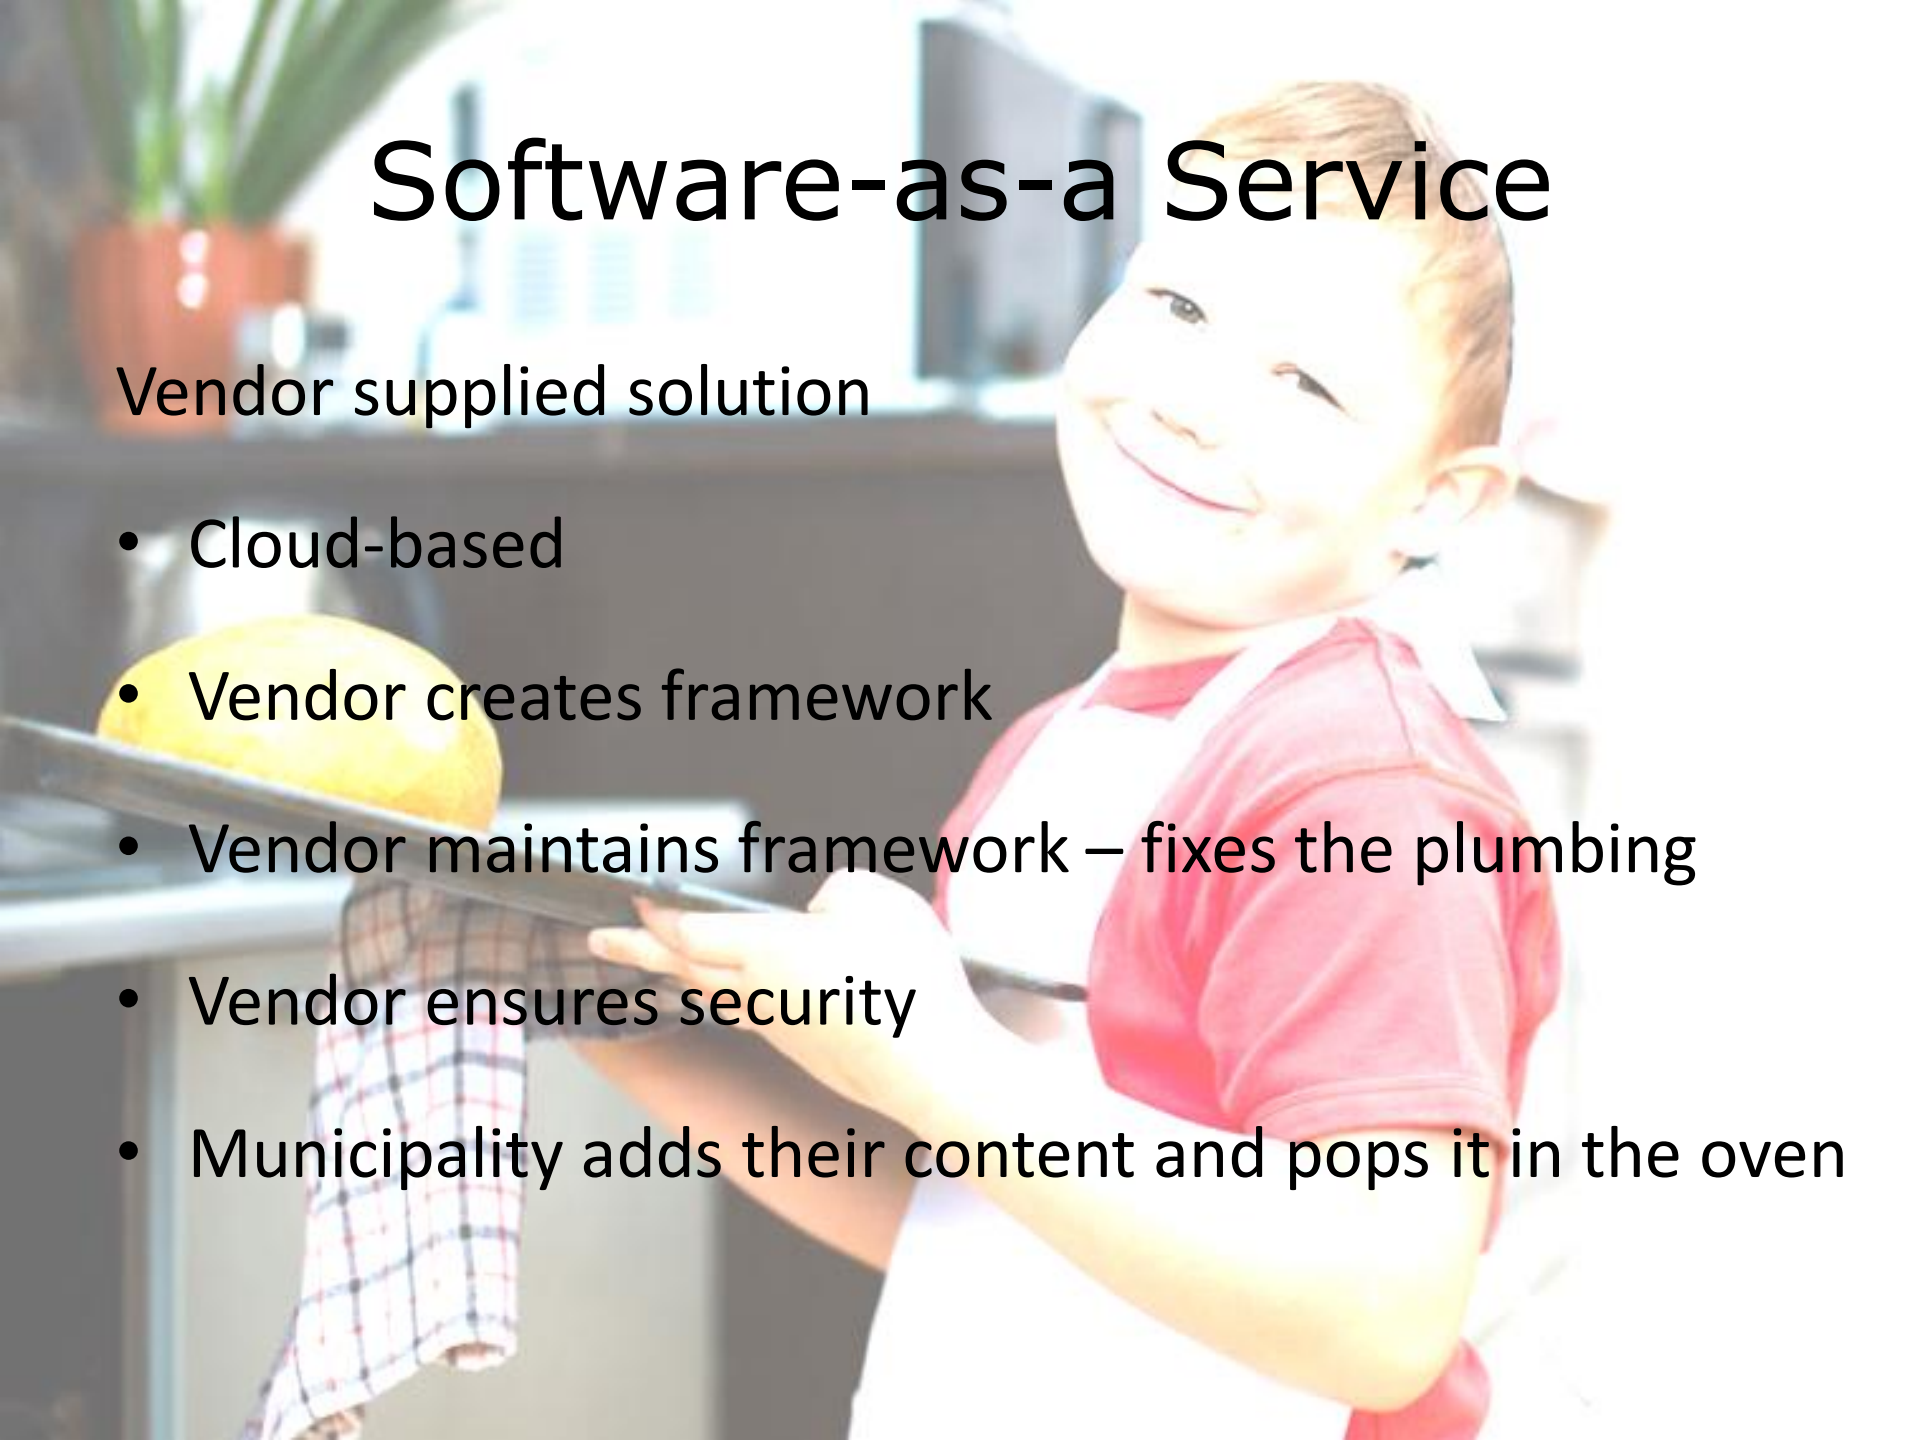 Software-as-a Service
Vendor supplied solution
• Cloud-based
• Vendor creates framework
• Vendor maintains framework – fixes the plumbing
• Vendor ensures security
• Municipality adds their content and pops it in the oven